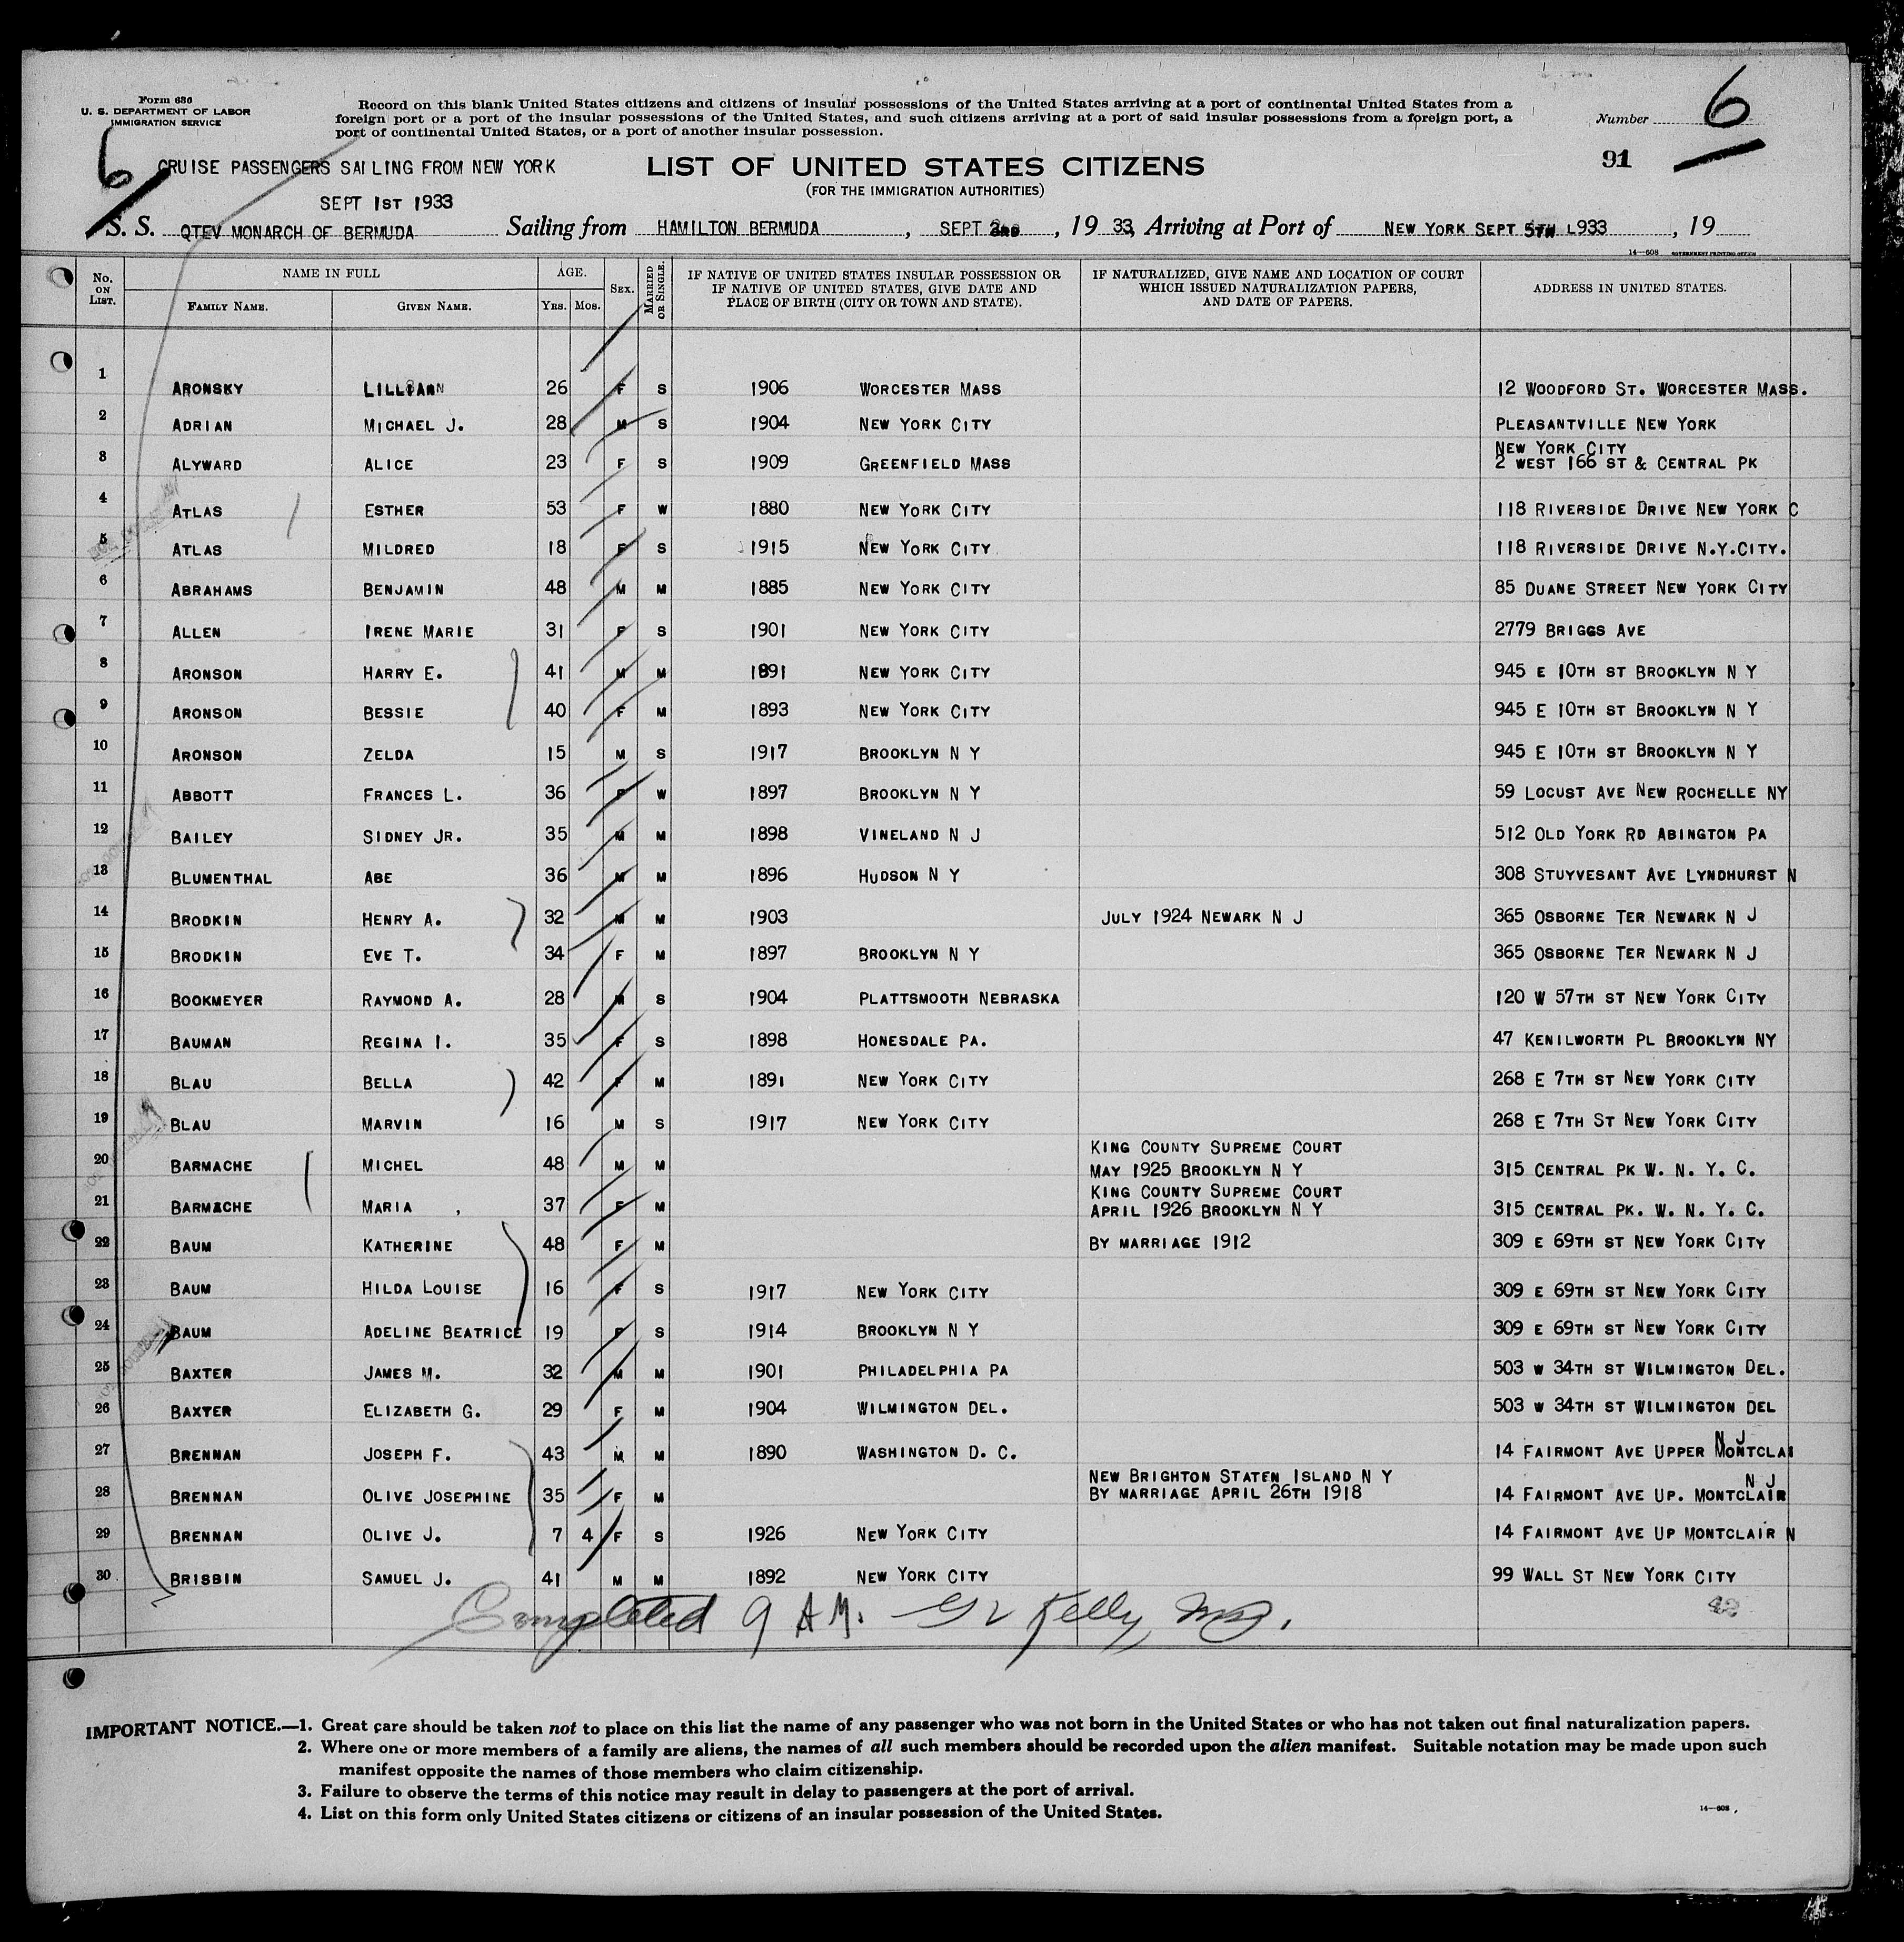 Form 630
U. S. DEPARTMENT OF LABOR
IMMIGRATION SERVICE
Record on this blank United States citizens and citizens of insular possessions of the United States arriving at a port of continental United States from a
foreign port or a port of the insular possessions of the United States, and such citizens arriving at a port of said insular possessions from a foreign port, a
port of continental United States, or a port of another insular possession.
Number 6
6
CRUISE PASSENGERS SAILING FROM NEW YORK
LIST OF UNITED STATES CITIZENS
91
(FOR THE IMMIGRATION AUTHORITIES)
SEPT 1ST 1933
S. S. QTEV MONARCH OF BERMUDA Sailing from HAMILTON BERMUDA, SEPT , 19 33, Arriving at Port of NEW YORK SEPT 5TH L933, 19
14—608 GOVERNMENT PRINTING OFFICE
No. ON LIST.
NAME IN FULL
FAMILY NAME. GIVEN NAME.
AGE.
YRS. MOS.
SEX.
MARRIED OR SINGLE.
IF NATIVE OF UNITED STATES INSULAR POSSESSION OR
IF NATIVE OF UNITED STATES, GIVE DATE AND
PLACE OF BIRTH (CITY OR TOWN AND STATE).
IF NATURALIZED, GIVE NAME AND LOCATION OF COURT
WHICH ISSUED NATURALIZATION PAPERS,
AND DATE OF PAPERS.
ADDRESS IN UNITED STATES.
1 ARONSKY LILLIAN 26 F S 1906 WORCESTER MASS 12 WOODFORD ST. WORCESTER MASS.
2 ADRIAN MICHAEL J. 28 M S 1904 NEW YORK CITY PLEASANTVILLE NEW YORK
NEW YORK CITY
3 ALYWARD ALICE 23 F S 1909 GREENFIELD MASS 2 WEST 166 ST & CENTRAL PK
4 ATLAS ESTHER 53 F W 1880 NEW YORK CITY 118 RIVERSIDE DRIVE NEW YORK C
5 ATLAS MILDRED 18 F S 1915 NEW YORK CITY 118 RIVERSIDE DRIVE N.Y.CITY.
6 ABRAHAMS BENJAMIN 48 M M 1885 NEW YORK CITY 85 DUANE STREET NEW YORK CITY
7 ALLEN IRENE MARIE 31 F S 1901 NEW YORK CITY 2779 BRIGGS AVE
8 ARONSON HARRY E. 41 M M 1891 NEW YORK CITY 945 E 10TH ST BROOKLYN N Y
9 ARONSON BESSIE 40 F M 1893 NEW YORK CITY 945 E 10TH ST BROOKLYN N Y
10 ARONSON ZELDA 15 M S 1917 BROOKLYN N Y 945 E 10TH ST BROOKLYN N Y
11 ABBOTT FRANCES L. 36 F W 1897 BROOKLYN N Y 59 LOCUST AVE NEW ROCHELLE NY
12 BAILEY SIDNEY JR. 35 M M 1898 VINELAND N J 512 OLD YORK RD ABINGTON PA
13 BLUMENTHAL ABE 36 M M 1896 HUDSON N Y 308 STUYVESANT AVE LYNDHURST N
14 BRODKIN HENRY A. 32 M M 1903 JULY 1924 NEWARK N J 365 OSBORNE TER NEWARK N J
15 BRODKIN EVE T. 34 F M 1897 BROOKLYN N Y 365 OSBORNE TER NEWARK N J
16 BOOKMEYER RAYMOND A. 28 M S 1904 PLATTSMOOTH NEBRASKA 120 W 57TH ST NEW YORK CITY
17 BAUMAN REGINA I. 35 F S 1898 HONESDALE PA. 47 KENILWORTH PL BROOKLYN NY
18 BLAU BELLA 42 F M 1891 NEW YORK CITY 268 E 7TH ST NEW YORK CITY
19 BLAU MARVIN 16 M S 1917 NEW YORK CITY 268 E 7TH ST NEW YORK CITY
KING COUNTY SUPREME COURT
20 BARMACHE MICHEL 48 M M MAY 1925 BROOKLYN N Y 315 CENTRAL PK W. N. Y. C.
KING COUNTY SUPREME COURT
21 BARMACHE MARIA , 37 F M APRIL 1926 BROOKLYN N Y 315 CENTRAL PK. W. N. Y. C.
22 BAUM KATHERINE 48 F M BY MARRIAGE 1912 309 E 69TH ST NEW YORK CITY
23 BAUM HILDA LOUISE 16 F S 1917 NEW YORK CITY 309 E 69TH ST NEW YORK CITY
24 BAUM ADELINE BEATRICE 19 F S 1914 BROOKLYN N Y 309 E 69TH ST NEW YORK CITY
25 BAXTER JAMES M. 32 M M 1901 PHILADELPHIA PA 503 W 34TH ST WILMINGTON DEL.
26 BAXTER ELIZABETH G. 29 F M 1904 WILMINGTON DEL. 503 W 34TH ST WILMINGTON DEL
N J
27 BRENNAN JOSEPH F. 43 M M 1890 WASHINGTON D. C. 14 FAIRMONT AVE UPPER MONTCLAI
NEW BRIGHTON STATEN ISLAND N Y N J
28 BRENNAN OLIVE JOSEPHINE 35 F M BY MARRIAGE APRIL 26TH 1918 14 FAIRMONT AVE UP. MONTCLAIR
29 BRENNAN OLIVE J. 7 4 F S 1926 NEW YORK CITY 14 FAIRMONT AVE UP MONTCLAIR N
30 BRISBIN SAMUEL J. 41 M M 1892 NEW YORK CITY 99 WALL ST NEW YORK CITY
Completed 9 AM. Kelly 42
IMPORTANT NOTICE.—1. Great care should be taken not to place on this list the name of any passenger who was not born in the United States or who has not taken out final naturalization papers.
2. Where one or more members of a family are aliens, the names of all such members should be recorded upon the alien manifest. Suitable notation may be made upon such
manifest opposite the names of those members who claim citizenship.
3. Failure to observe the terms of this notice may result in delay to passengers at the port of arrival.
4. List on this form only United States citizens or citizens of an insular possession of the United States.
14—608